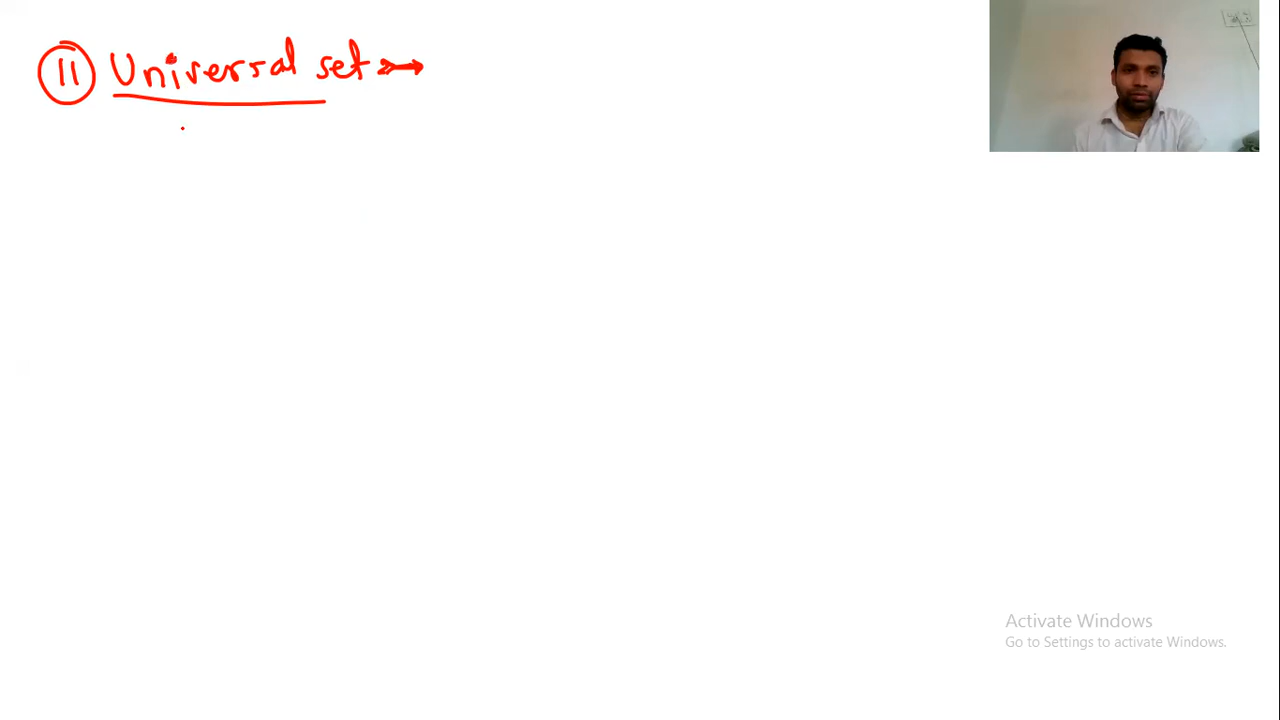 11 Universal set →
Activate Windows
Go to Settings to activate Windows.